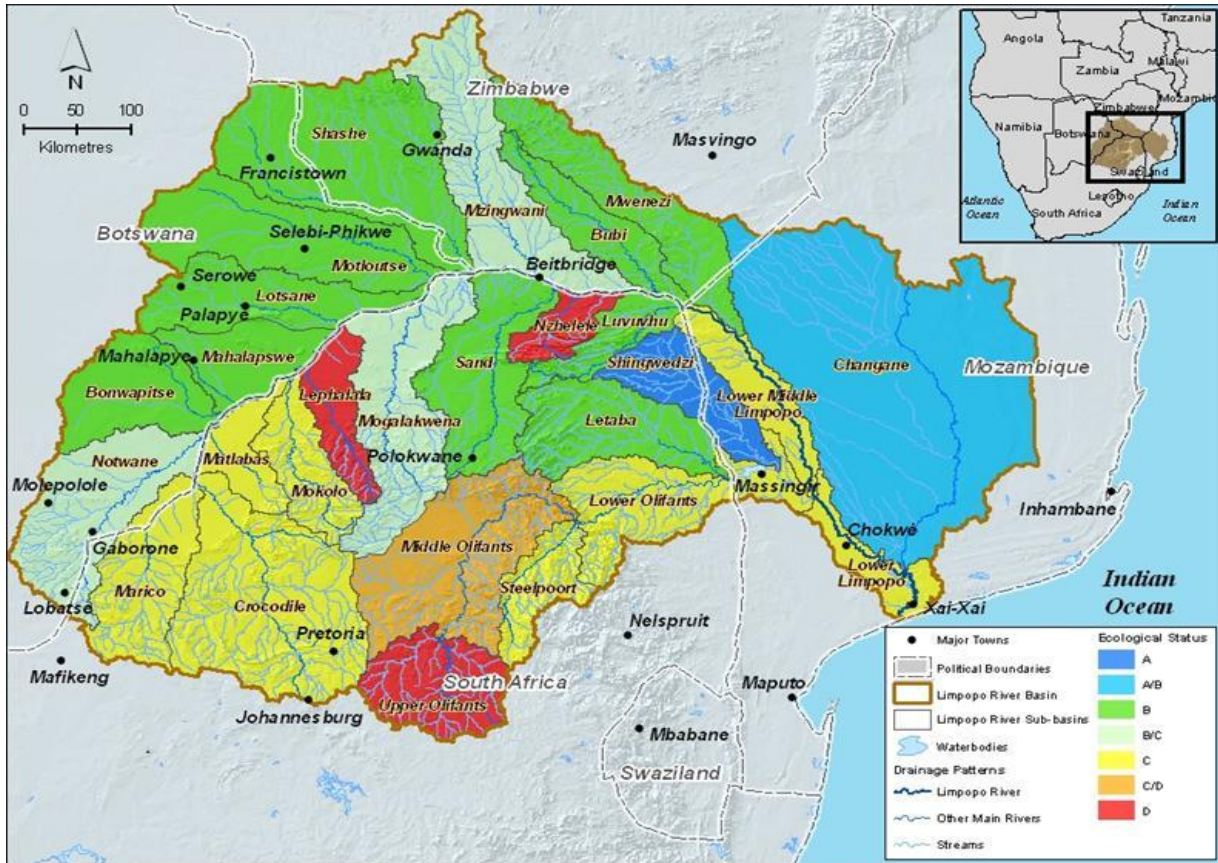 N
0 50 100
Kilometres
Zimbabwe
Shashe
Gwanda
Francistown
Masvingo
Mwenezi
Mzingwani
Bubi
Botswana
Selebi-Phikwe
Motloutse
Beitbridge
Serowe
Lotsane
Palapye
Nzhelele
Luvuvhu
Mahalapye
Mahalapswe
Sand
Shingwedzi
Changane
Mozambique
Bonwapitse
Lephalala
Mogalakwena
Lower Middle
Limpopo
Letaba
Notwane
Matlabas
Polokwane
Molepolole
Mokolo
Massingir
Lower Olifants
Inhambane
Gaborone
Middle Olifants
Chokwé
Lower
Limpopo
Lobatse
Marico
Crocodile
Steelpoort
Xai-Xai
Indian
Ocean
Pretoria
Nelspruit
Mafikeng
South Africa
Upper Olifants
Johannesburg
Maputo
Mbabane
Swaziland
Tanzania
Angola
Malawi
Zambia
Mozambic
Zimbabwe
Namibia
Botswana
Swaziland
Atlantic
Ocean
Lesotho
South Africa
Indian
Ocean
Major Towns
Political Boundaries
Limpopo River Basin
Limpopo River Sub-basins
Waterbodies
Drainage Patterns
Limpopo River
Other Main Rivers
Streams
Ecological Status
A
A/B
B
B/C
C
C/D
D